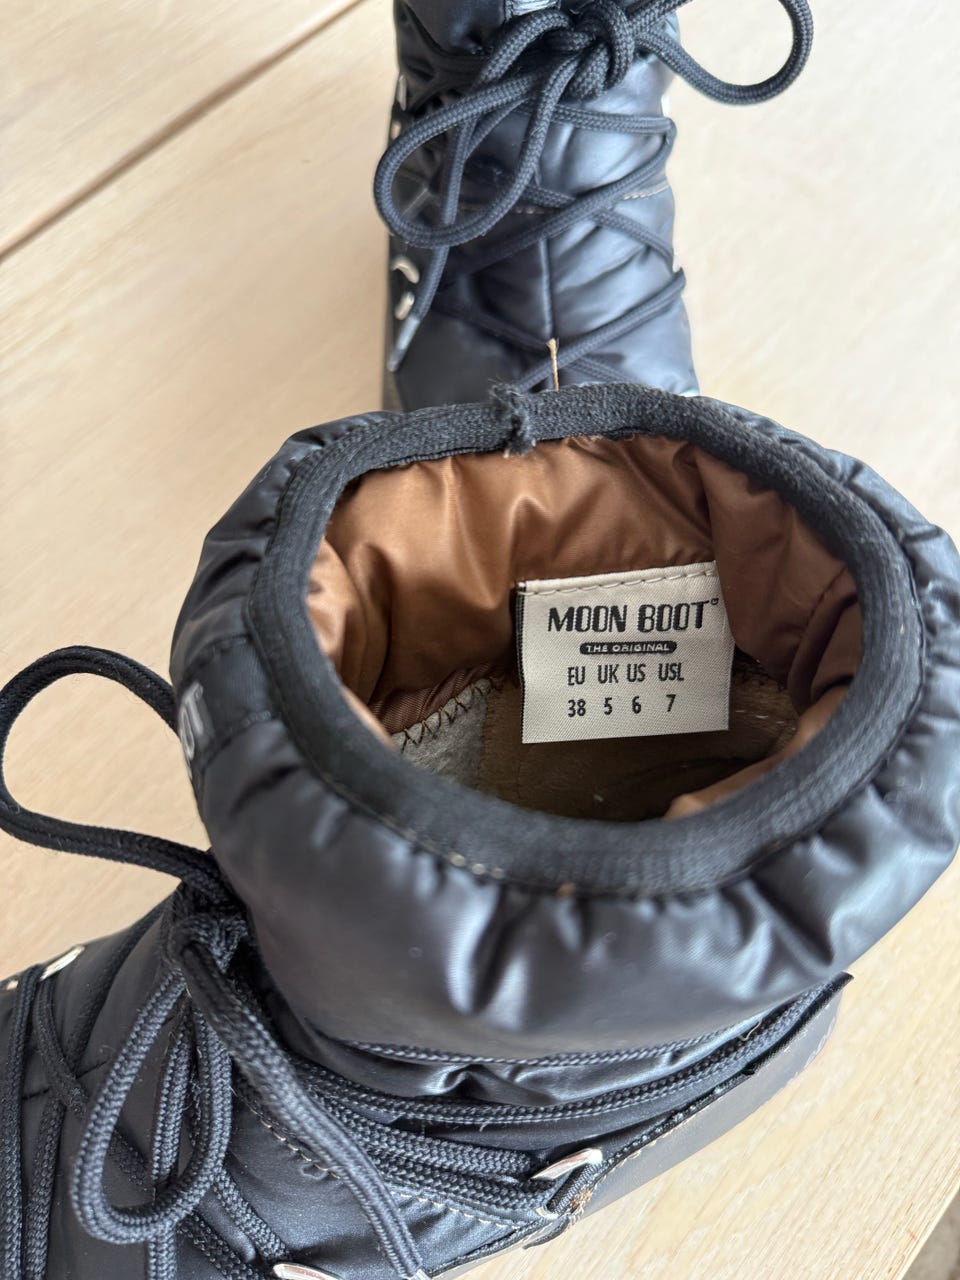 MOON BOOT®
THE ORIGINAL
EU UK US USL
38 5 6 7